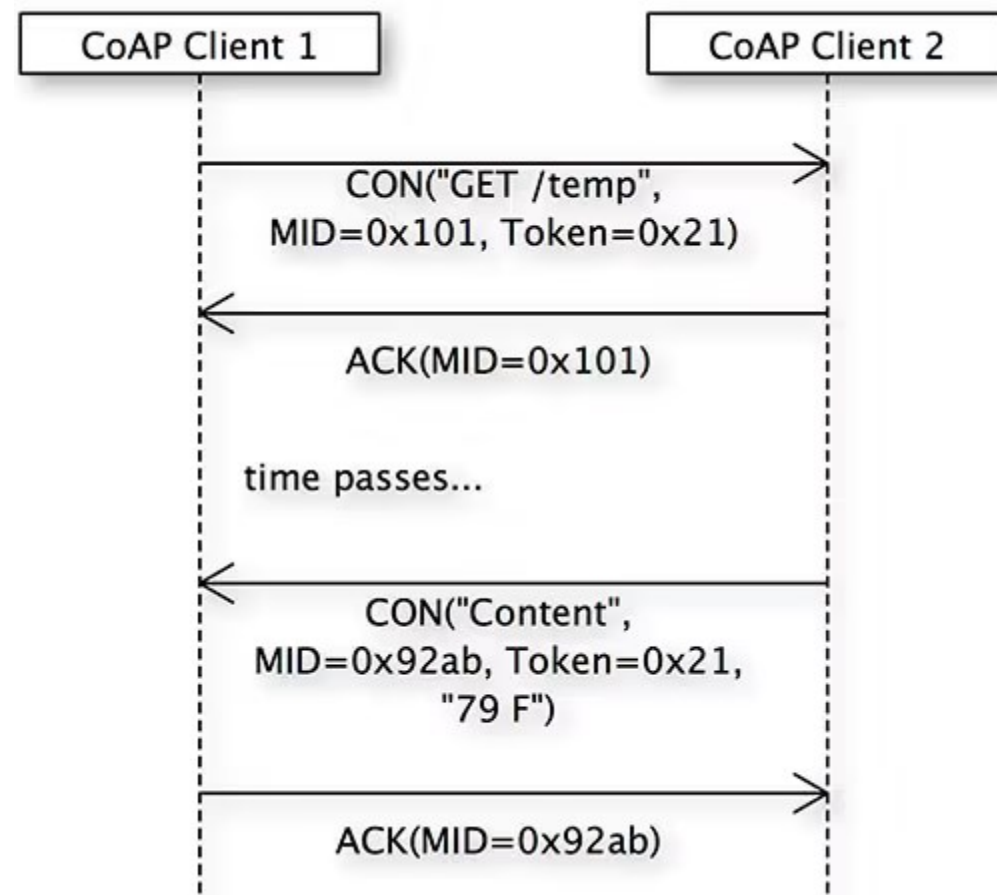 CoAP Client 1
CoAP Client 2
CON("GET /temp",
MID=0x101, Token=0x21)
ACK(MID=0x101)
time passes...
CON("Content",
MID=0x92ab, Token=0x21,
"79 F")
ACK(MID=0x92ab)